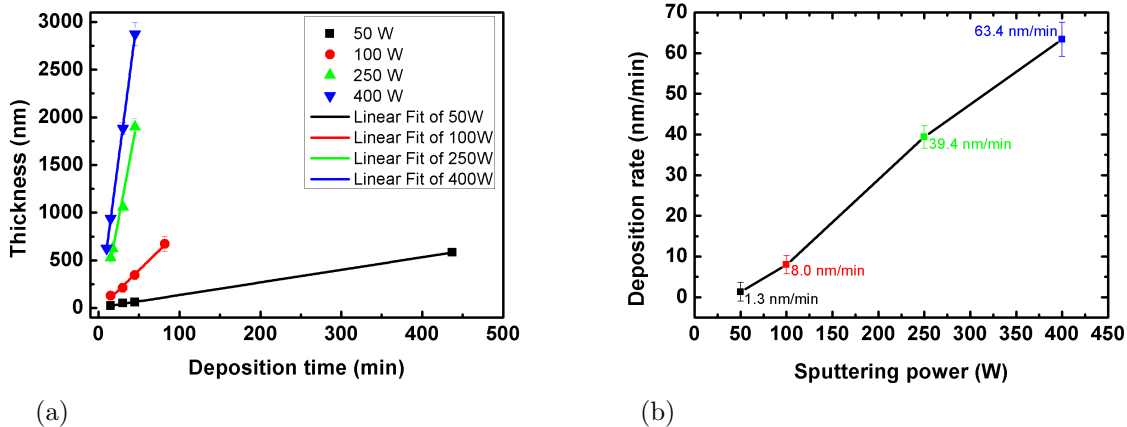 3000
2500
2000
1500
1000
500
0
Thickness (nm)
50 W
100 W
250 W
400 W
Linear Fit of 50W
Linear Fit of 100W
Linear Fit of 250W
Linear Fit of 400W
0 100 200 300 400 500
Deposition time (min)
(a)
70
60
50
40
30
20
10
0
Deposition rate (nm/min)
63.4 nm/min
39.4 nm/min
8.0 nm/min
1.3 nm/min
0 50 100 150 200 250 300 350 400 450
Sputtering power (W)
(b)